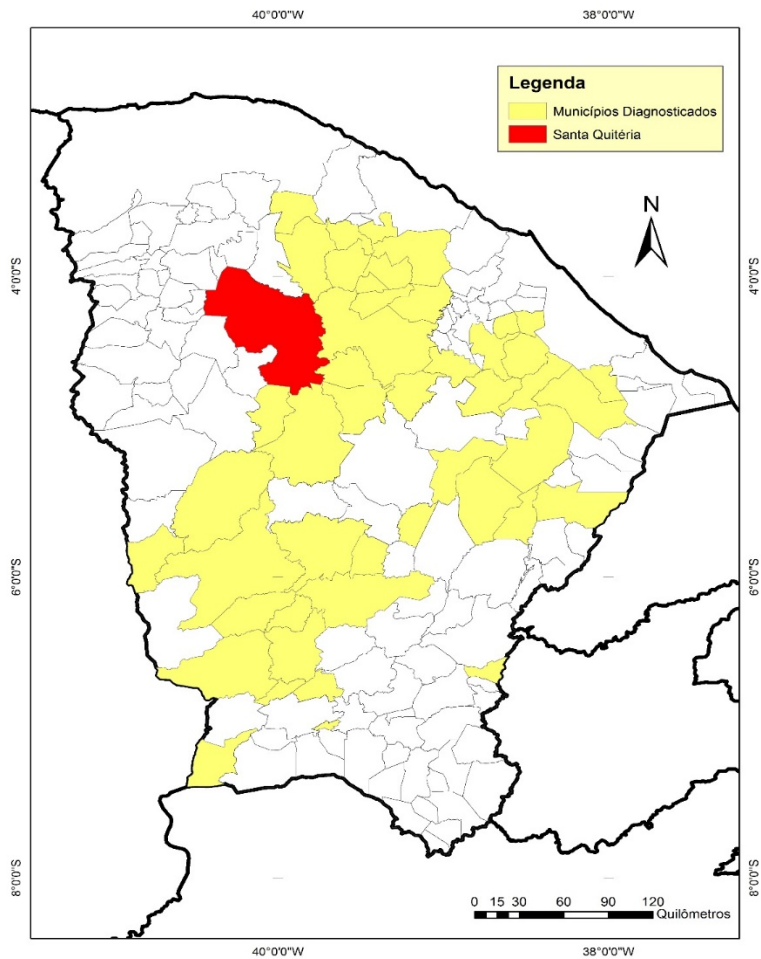 40°0'0"W 38°0'0"W
Legenda
Municípios Diagnosticados
Santa Quitéria
N
4°0'0"S 4°0'0"S
6°0'0"S 6°0'0"S
8°0'0"S 8°0'0"S
0 15 30 60 90 120
Quilômetros
40°0'0"W 38°0'0"W